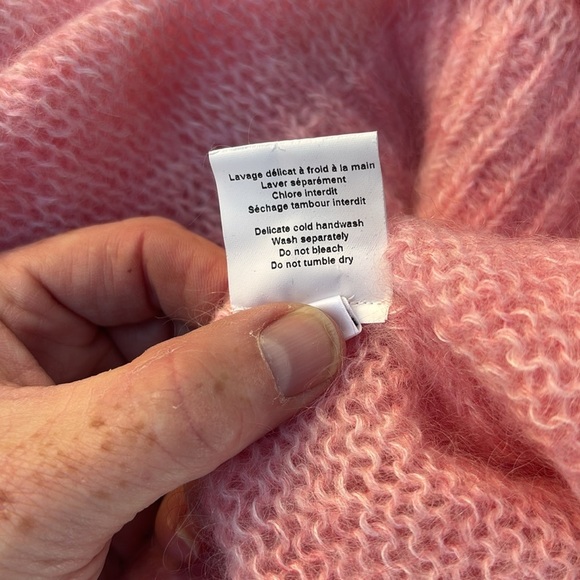 Lavage délicat à froid à la main
Laver séparément
Chlore interdit
Séchage tambour interdit
Delicate cold handwash
Wash separately
Do not bleach
Do not tumble dry